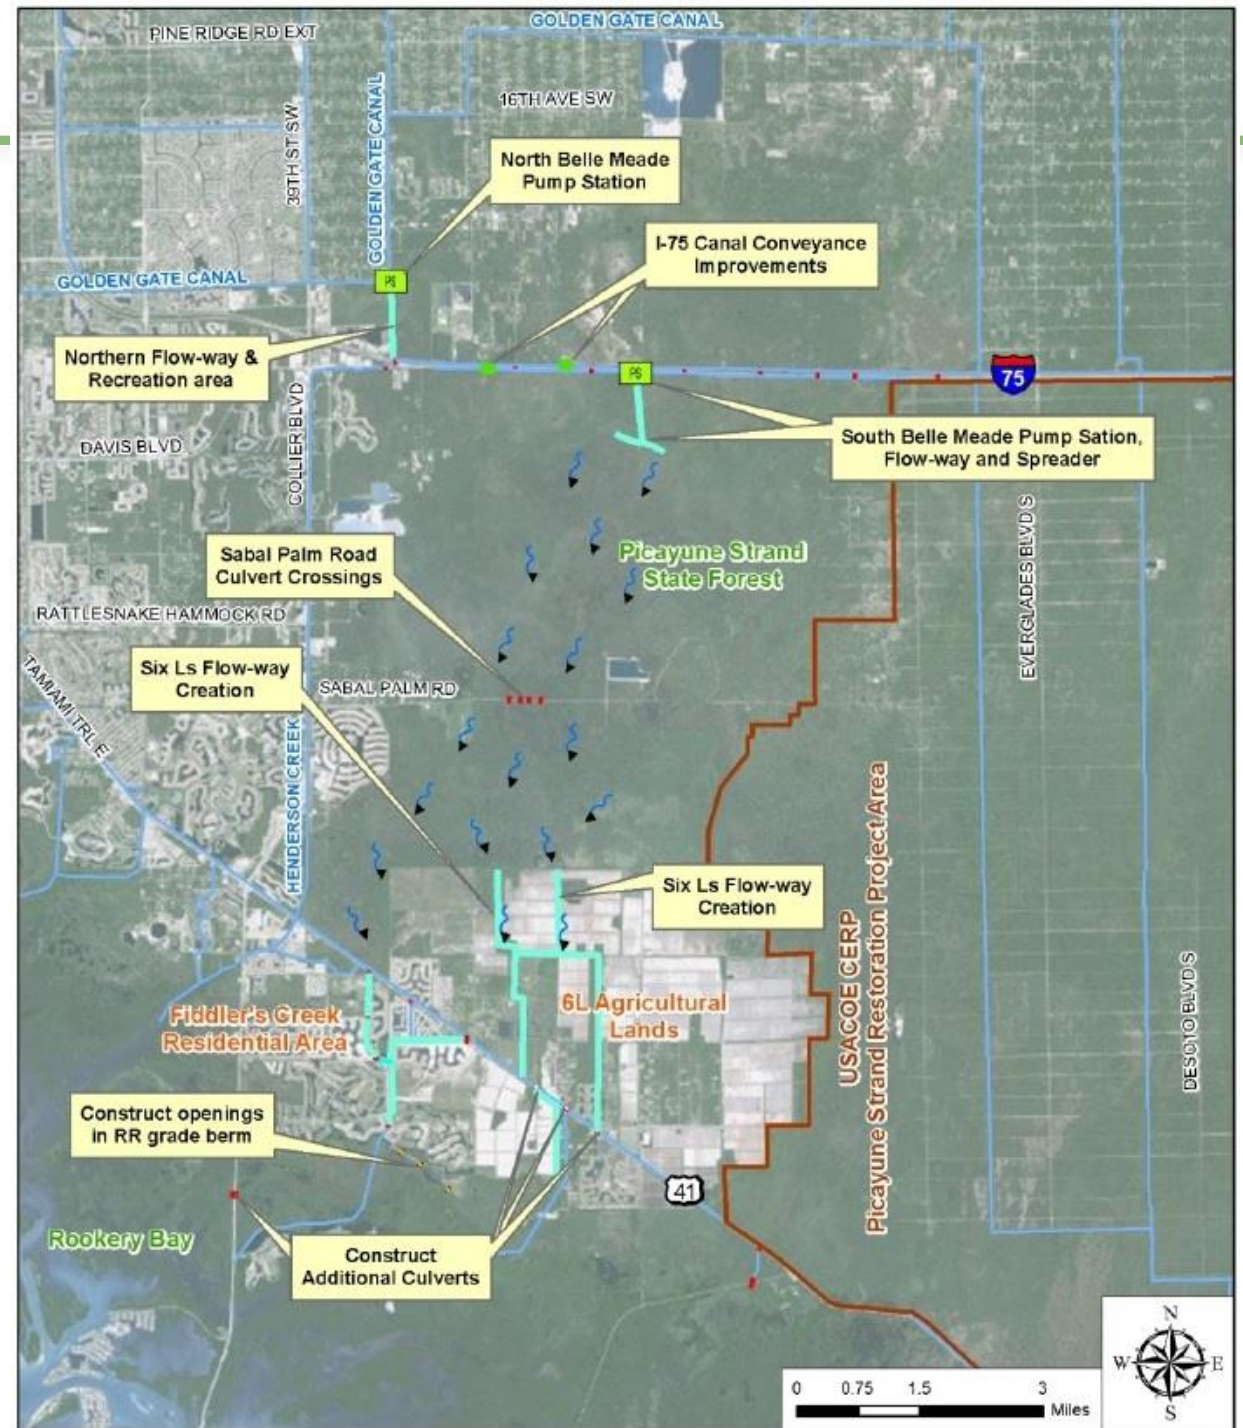 GOLDEN GATE CANAL
PINE RIDGE RD EXT
16TH AVE SW
39TH ST SW
GOLDEN GATE CANAL
North Belle Meade
Pump Station
I-75 Canal Conveyance
Improvements
GOLDEN GATE CANAL
PS
Northern Flow-way &
Recreation area
PS
75
COLLIER BLVD
DAVIS BLVD
South Belle Meade Pump Sation,
Flow-way and Spreader
EVERGLADES BLVD S
Sabal Palm Road
Culvert Crossings
Picayune Strand
State Forest
RATTLESNAKE HAMMOCK RD
Six Ls Flow-way
Creation
SABAL PALM RD
TAMIAMI TRL E
HENDERSON CREEK
Six Ls Flow-way
Creation
USACOE CERP
Picayune Strand Restoration Project Area
DESOTO BLVD S
Fiddler's Creek
Residential Area
6L Agricultural
Lands
Construct openings
in RR grade berm
41
Rookery Bay
Construct
Additional Culverts
N
W E
S
0 0.75 1.5 3
Miles